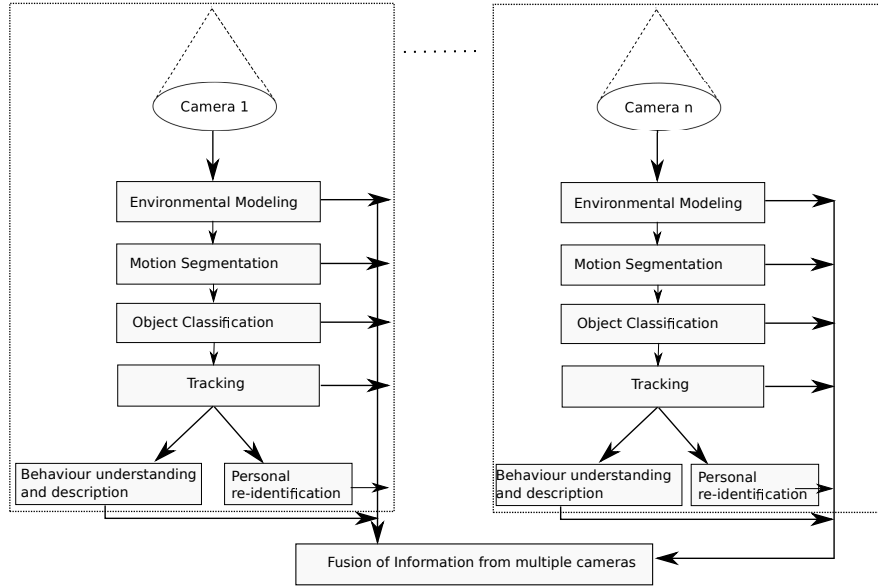 Camera 1
Environmental Modeling
Motion Segmentation
Object Classification
Tracking
Behaviour understanding
and description
Personal
re-identification
Camera n
Environmental Modeling
Motion Segmentation
Object Classification
Tracking
Behaviour understanding
and description
Personal
re-identification
Fusion of Information from multiple cameras